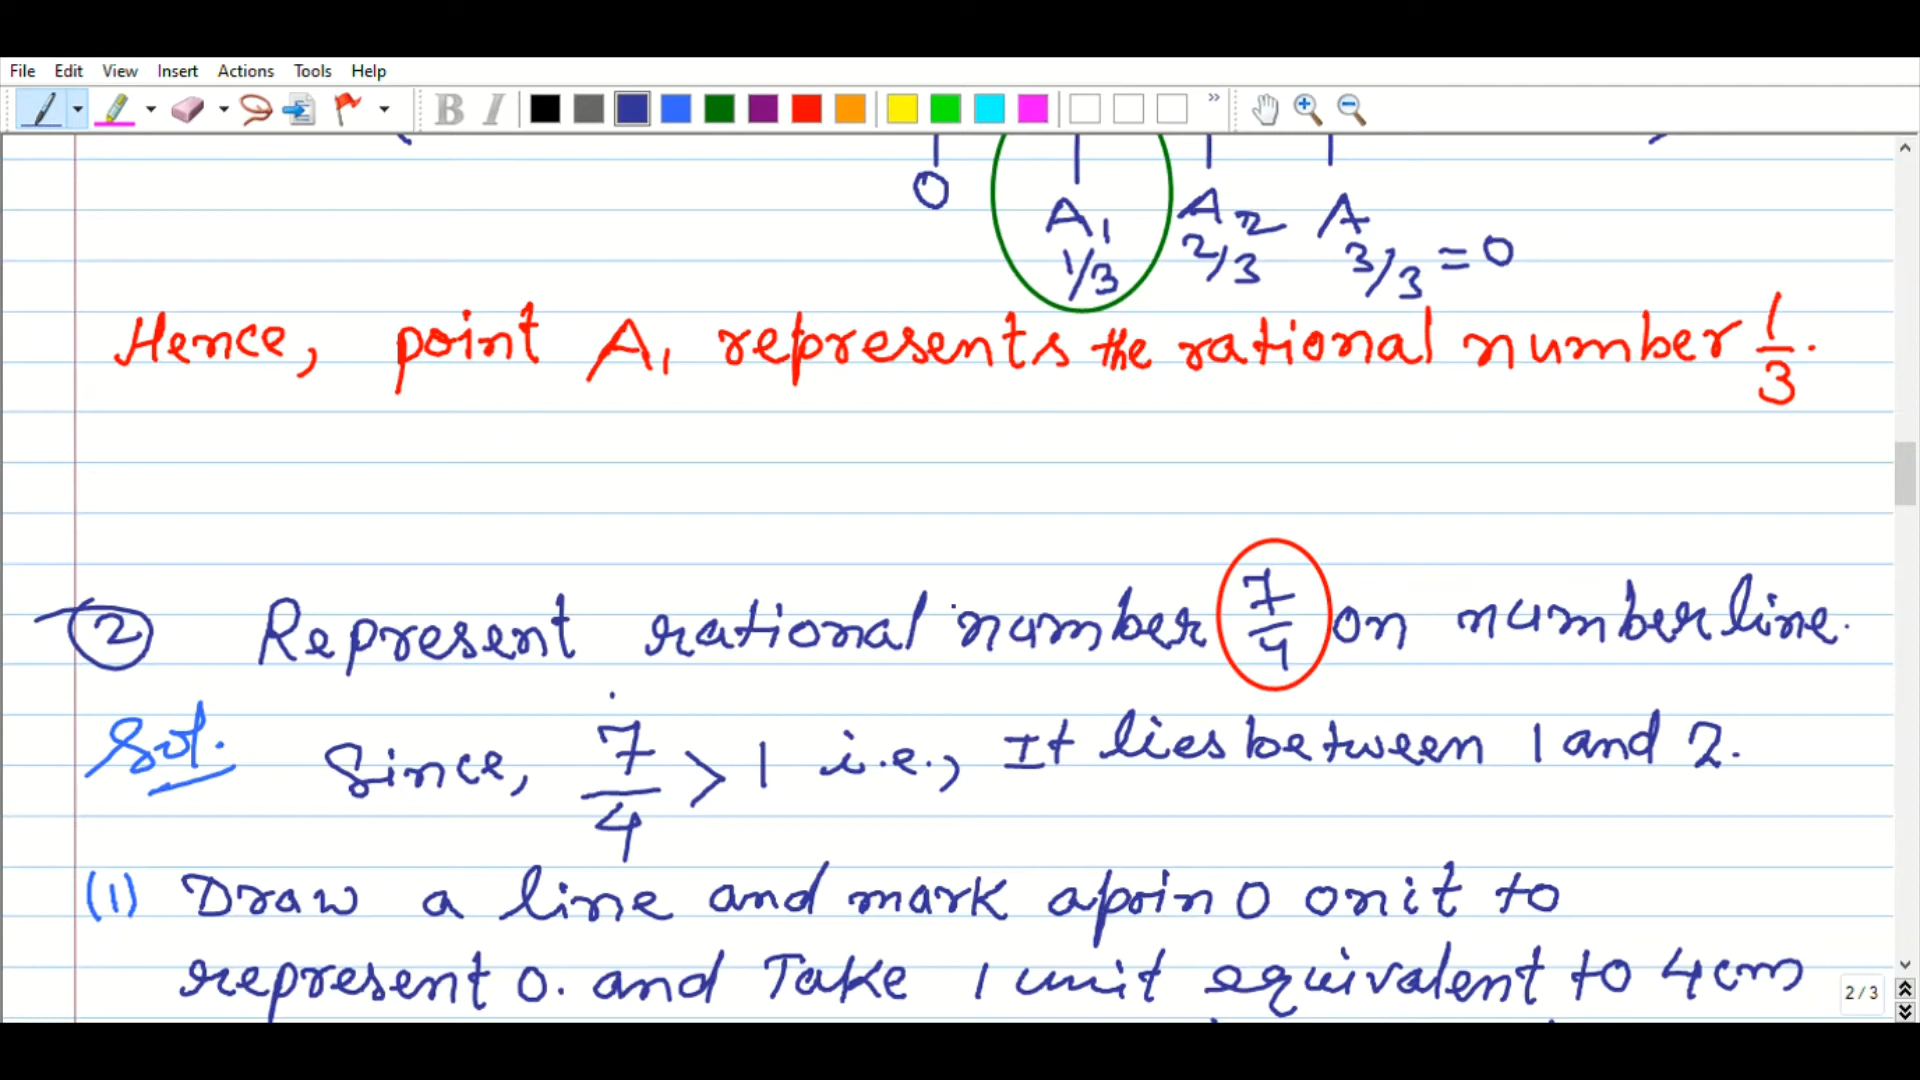 File Edit View Insert Actions Tools Help
B I
0 A1 A2 A
1/3 2/3 3/3 = 0
Hence, point A1 represents the rational number 1/3.
2 Represent rational number 7/4 on number line.
Sol. Since, 7/4 > 1 i.e., It lies between 1 and 2.
(1) Draw a line and mark a poin O on it to
represent 0. and Take 1 unit equivalent to 4cm
2 / 3